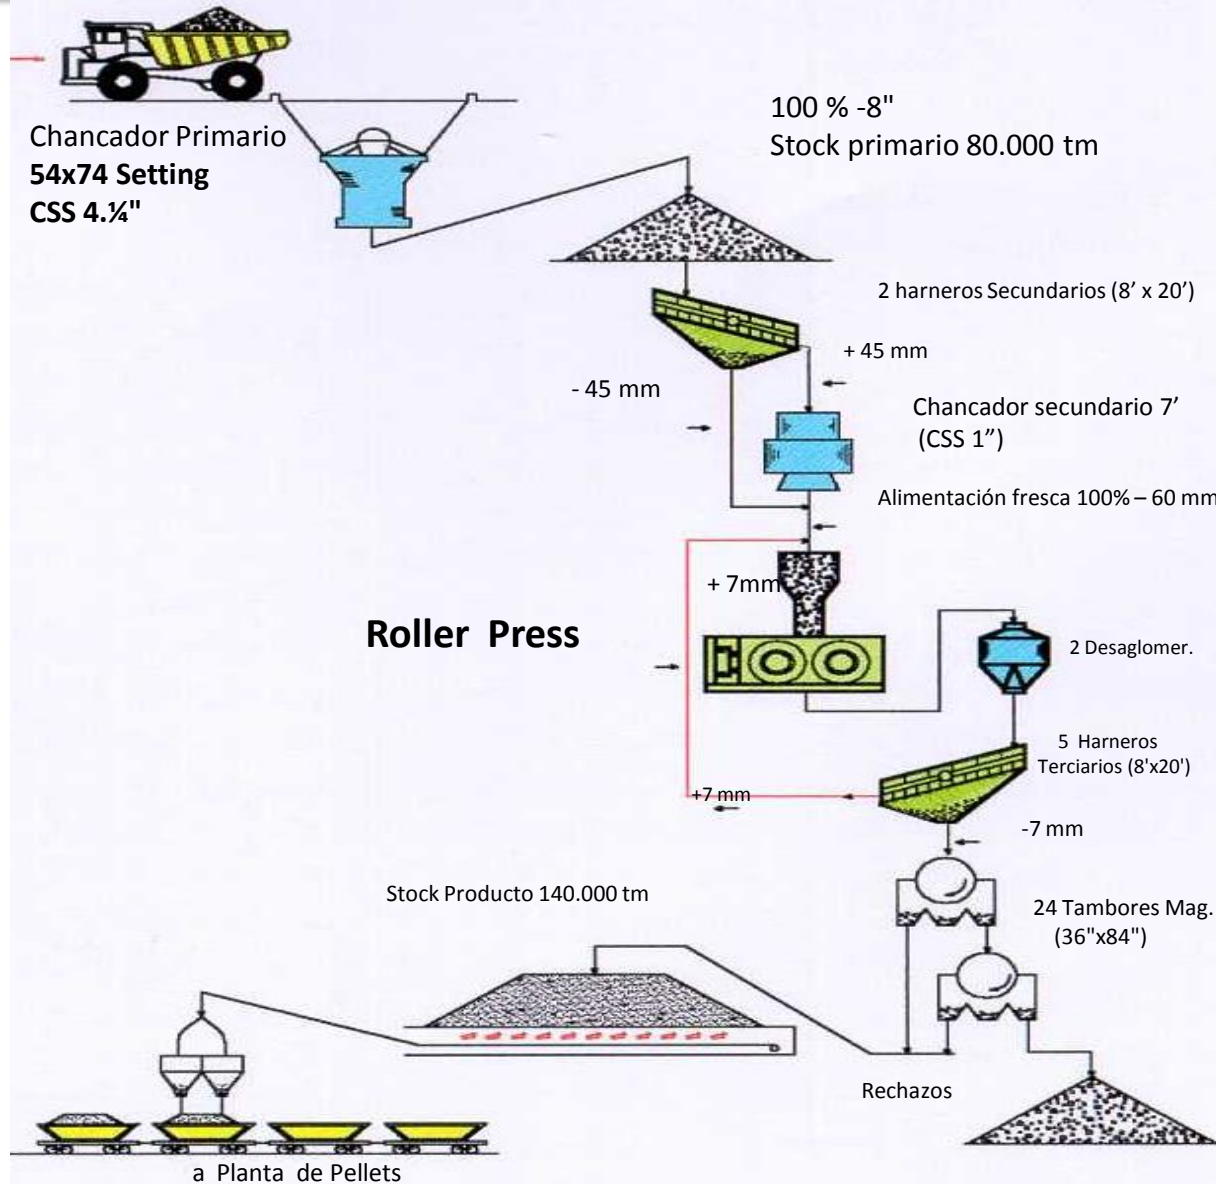 100 % -8"
Stock primario 80.000 tm
Chancador Primario
54x74 Setting
CSS 4.¼"
2 harneros Secundarios (8’ x 20’)
+ 45 mm
- 45 mm
Chancador secundario 7’
(CSS 1”)
Alimentación fresca 100% – 60 mm
+ 7mm
Roller Press
2 Desaglomer.
5 Harneros
Terciarios (8'x20')
+7 mm
-7 mm
Stock Producto 140.000 tm
24 Tambores Mag.
(36"x84")
Rechazos
a Planta de Pellets